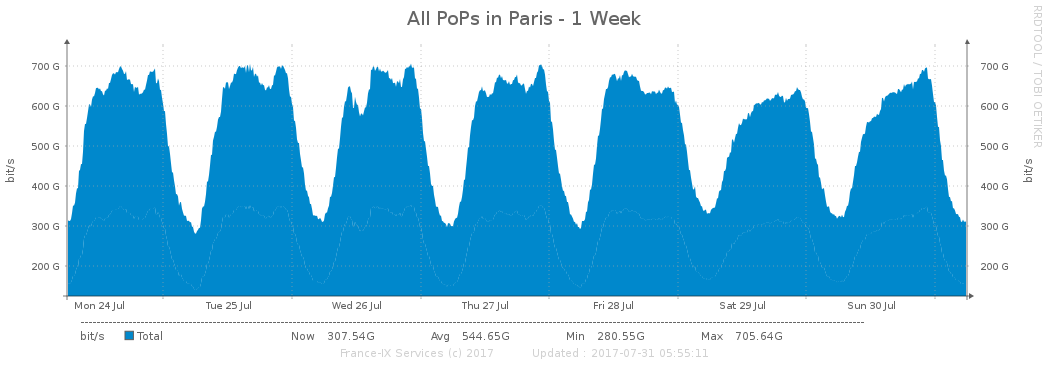 All PoPs in Paris - 1 Week
RRDTOOL / TOBI OETIKER
bit/s
700 G 700 G
600 G 600 G
500 G 500 G
400 G 400 G
300 G 300 G
200 G 200 G
bit/s
Mon 24 Jul Tue 25 Jul Wed 26 Jul Thu 27 Jul Fri 28 Jul Sat 29 Jul Sun 30 Jul
bit/s Total Now 307.54G Avg 544.65G Min 280.55G Max 705.64G
France-IX Services (c) 2017 Updated : 2017-07-31 05:55:11